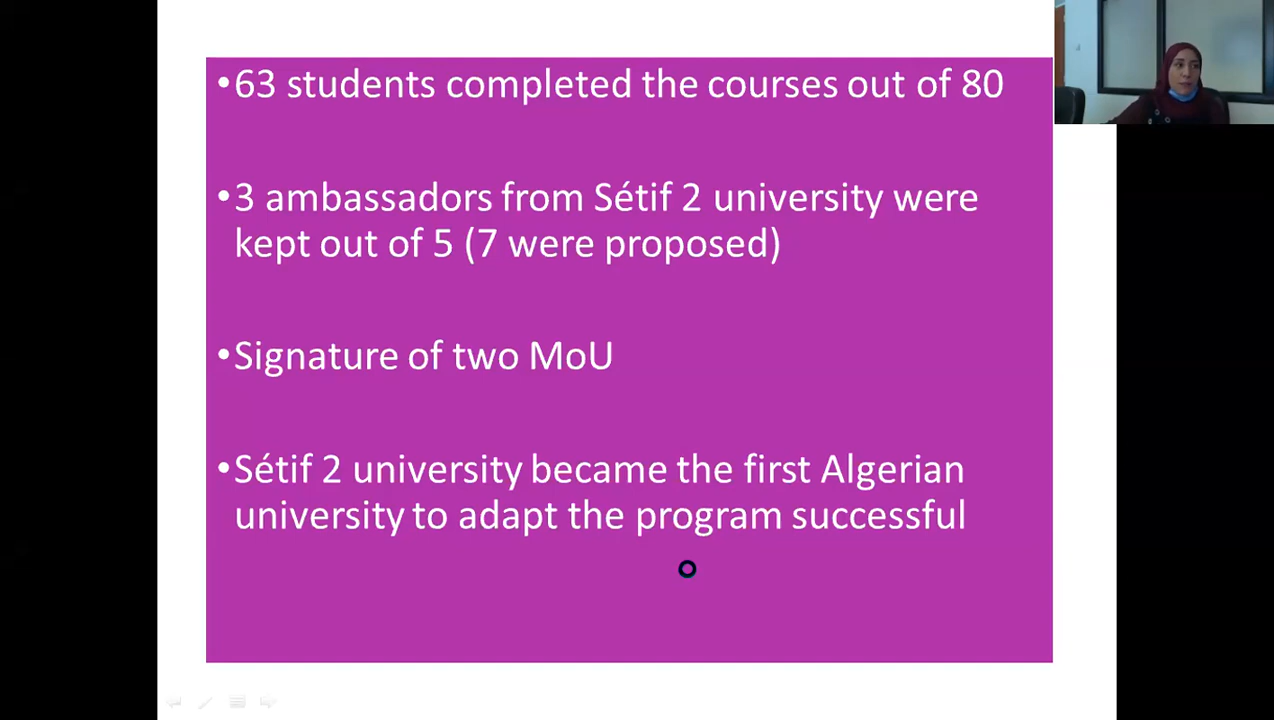 •63 students completed the courses out of 80
•3 ambassadors from Sétif 2 university were
kept out of 5 (7 were proposed)
•Signature of two MoU
•Sétif 2 university became the first Algerian
university to adapt the program successful